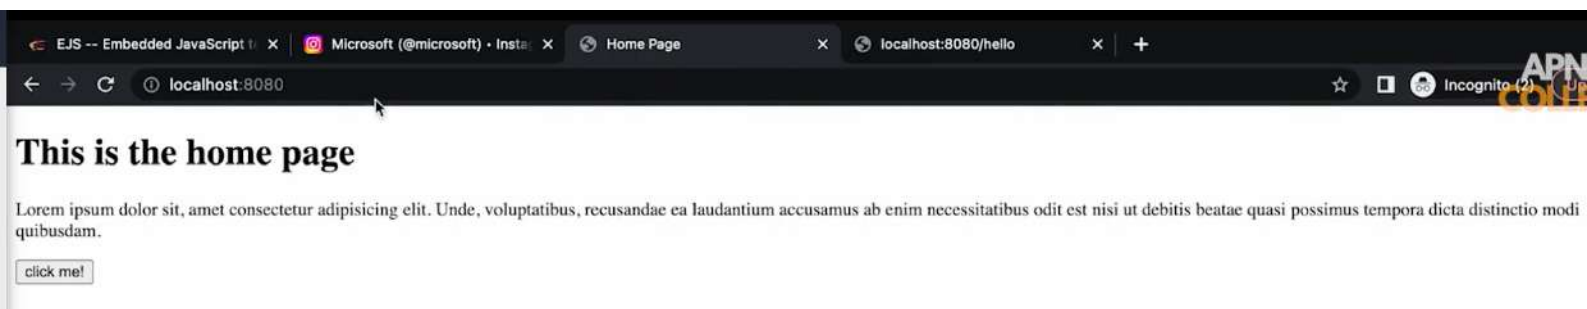 EJS -- Embedded JavaScript t
Microsoft (@microsoft) • Insta
Home Page
localhost:8080/hello
localhost:8080
Incognito (2)
APN
COLLE
This is the home page
Lorem ipsum dolor sit, amet consectetur adipisicing elit. Unde, voluptatibus, recusandae ea laudantium accusamus ab enim necessitatibus odit est nisi ut debitis beatae quasi possimus tempora dicta distinctio modi
quibusdam.
click me!